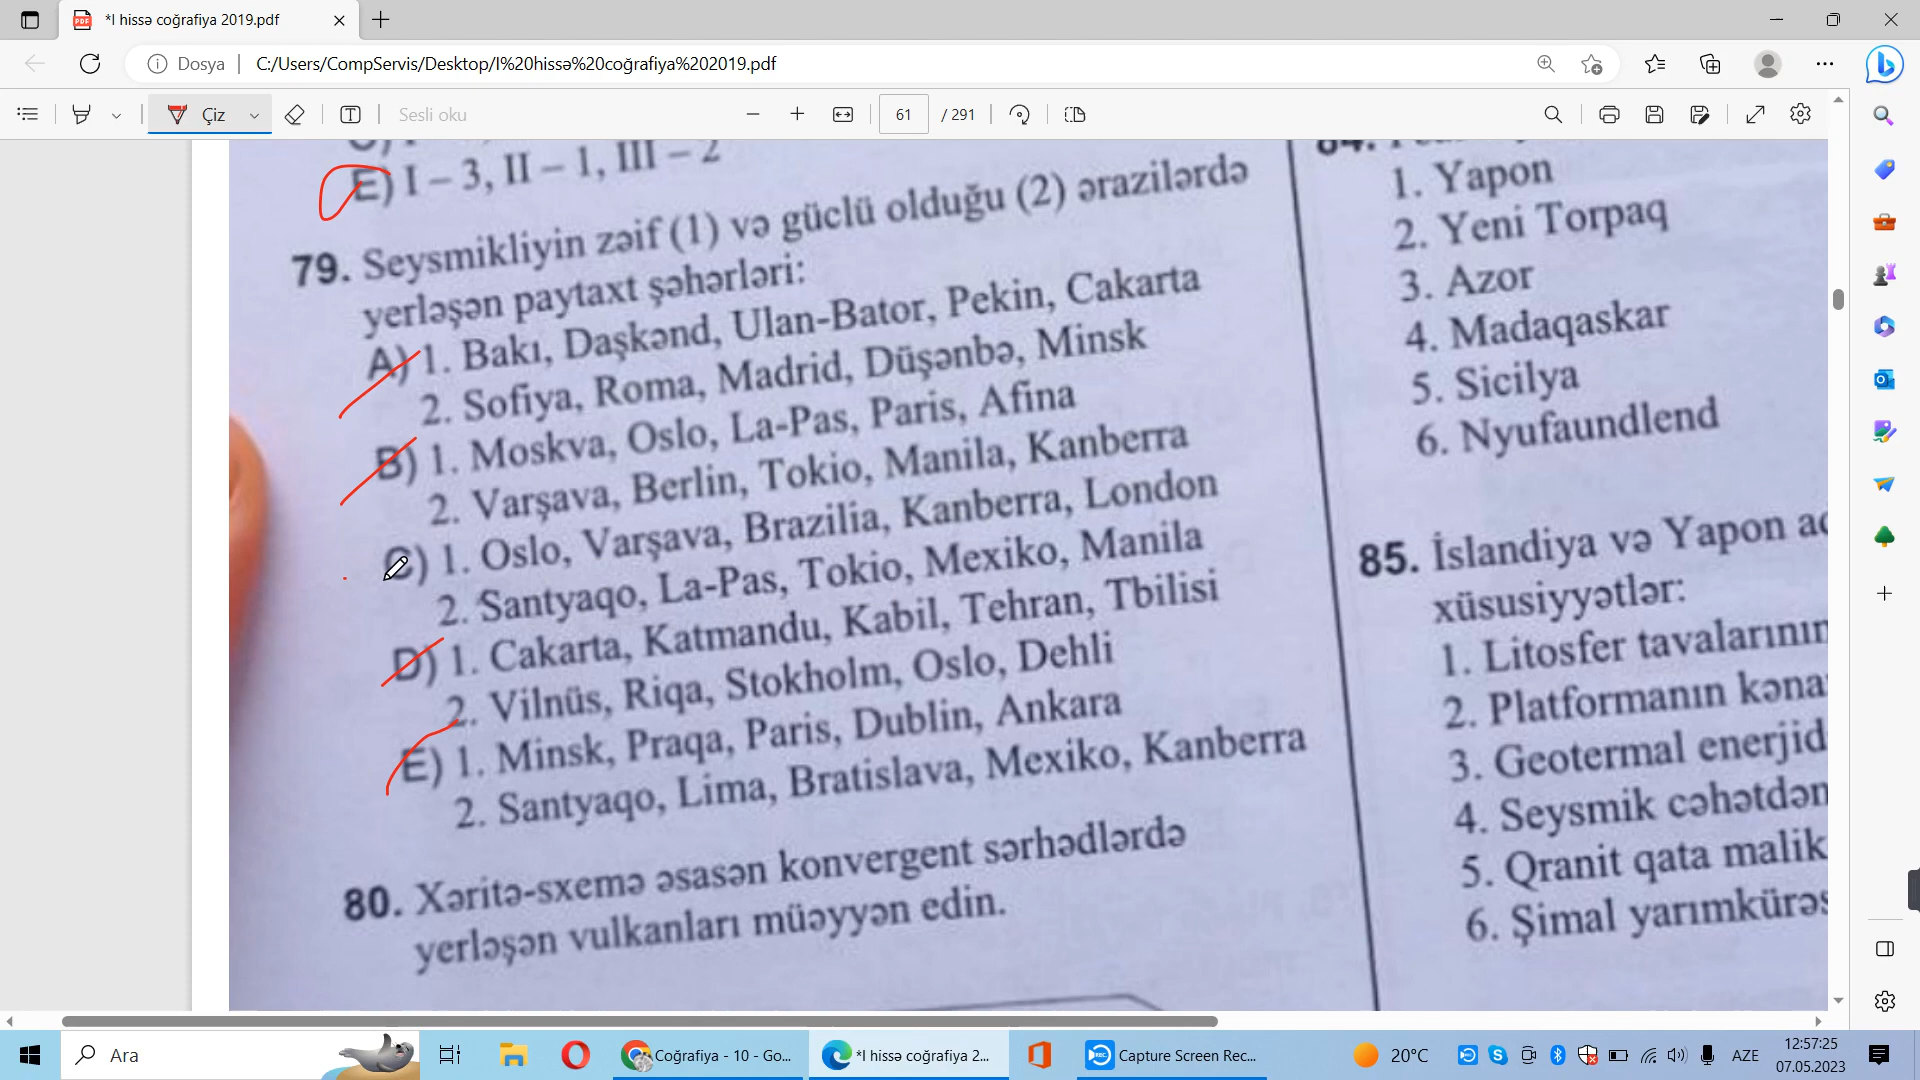 *I hissə coğrafiya 2019.pdf
Dosya
C:/Users/CompServis/Desktop/I%20hissə%20coğrafiya%202019.pdf
Çiz
Sesli oku
61 / 291
E) I – 3, II – 1, III – 2
79. Seysmikliyin zəif (1) və güclü olduğu (2) ərazilərdə
yerləşən paytaxt şəhərləri:
A) 1. Bakı, Daşkənd, Ulan-Bator, Pekin, Cakarta
2. Sofiya, Roma, Madrid, Düşənbə, Minsk
B) 1. Moskva, Oslo, La-Pas, Paris, Afina
2. Varşava, Berlin, Tokio, Manila, Kanberra
C) 1. Oslo, Varşava, Brazilia, Kanberra, London
2. Santyaqo, La-Pas, Tokio, Mexiko, Manila
D) 1. Cakarta, Katmandu, Kabil, Tehran, Tbilisi
2. Vilnüs, Riqa, Stokholm, Oslo, Dehli
E) 1. Minsk, Praqa, Paris, Dublin, Ankara
2. Santyaqo, Lima, Bratislava, Mexiko, Kanberra
80. Xəritə-sxemə əsasən konvergent sərhədlərdə
yerləşən vulkanları müəyyən edin.
1. Yapon
2. Yeni Torpaq
3. Azor
4. Madaqaskar
5. Sicilya
6. Nyufaundlend
85. İslandiya və Yapon
xüsusiyyətlər:
1. Litosfer tavalarının
2. Platformanın
3. Geotermal
4. Seysmik cəhətdən
5. Qranit qata malik
6. Şimal
Ara
Coğrafiya - 10 - Go...
*I hissə coğrafiya 2...
Capture Screen Rec...
20°C
AZE
12:57:25
07.05.2023